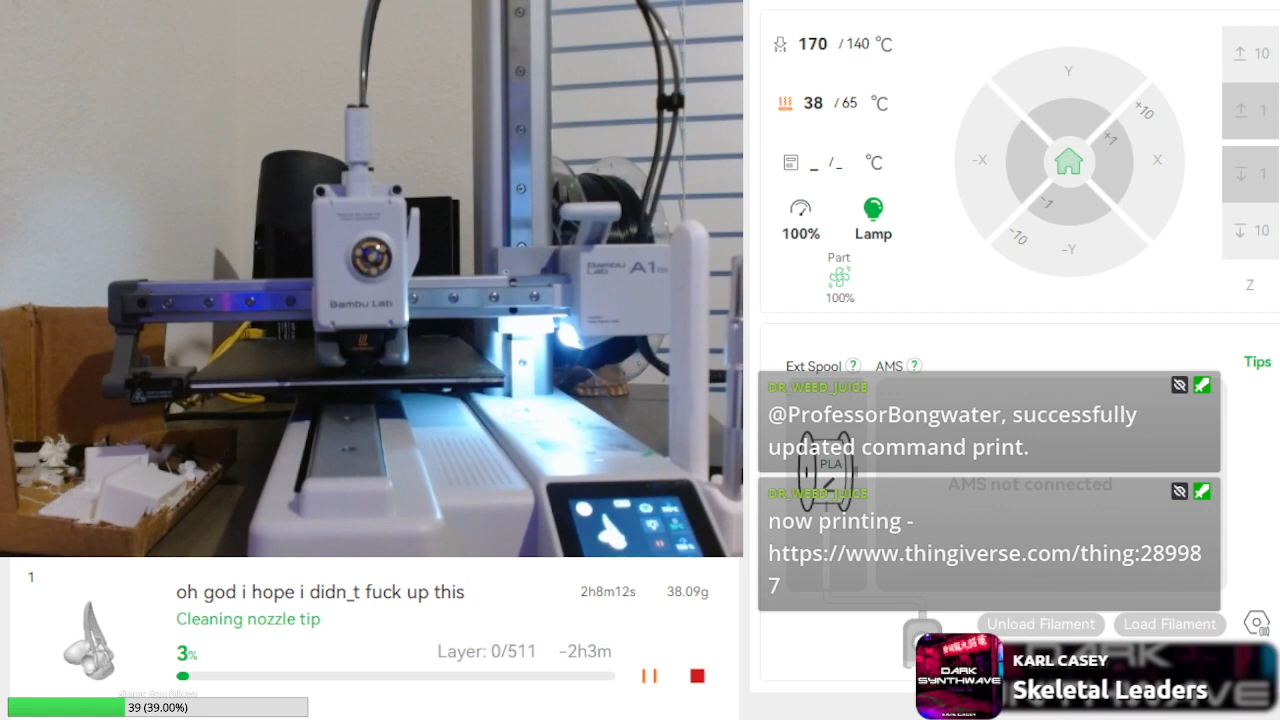 170 / 140 °C
38 / 65 °C
_ / _ °C
100%
Lamp
Part
100%
Y
+10
+1
-X
X
-1
-10
-Y
10
1
1
10
Z
Bambu Lab
Bambu Lab
A1
Ext Spool ?
AMS ?
Tips
DR_WEED_JUICE
@ProfessorBongwater, successfully
updated command print.
PLA
AMS not connected
DR_WEED_JUICE
now printing -
https://www.thingiverse.com/thing:28998
7
Unload Filament
Load Filament
1
oh god i hope i didn_t fuck up this
2h8m12s
38.09g
Cleaning nozzle tip
3%
Layer: 0/511
-2h3m
39 (39.00%)
DARK
SYNTHWAVE
KARL CASEY
Skeletal Leaders